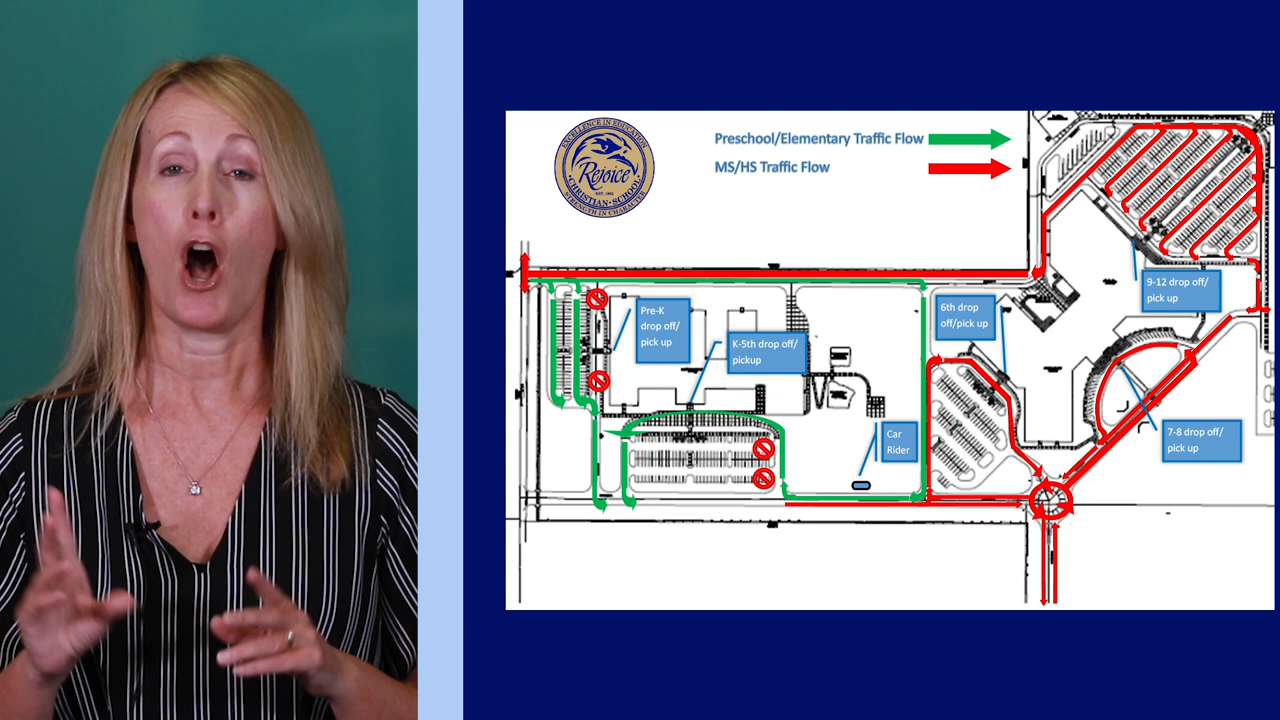 EXCELLENCE IN EDUCATION
Rejoice
EST. 1992
CHRISTIAN SCHOOL
STRENGTH IN CHARACTER
Preschool/Elementary Traffic Flow
MS/HS Traffic Flow
9-12 drop off/
pick up
6th drop
off/pick up
Pre-K
drop off/
pick up
K-5th drop off/
pickup
Car
Rider
7-8 drop off/
pick up